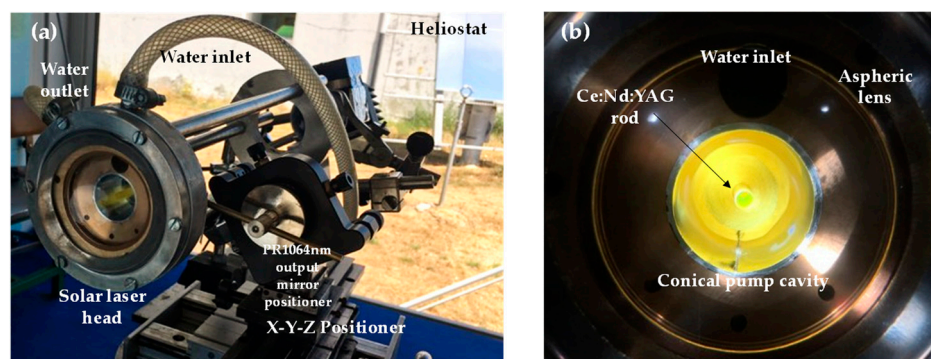 (a)
Heliostat
Water inlet
Water
outlet
PR1064nm
output
mirror
positioner
Solar laser
head
X-Y-Z Positioner
(b)
Water inlet
Aspheric
lens
Ce:Nd:YAG
rod
Conical pump cavity